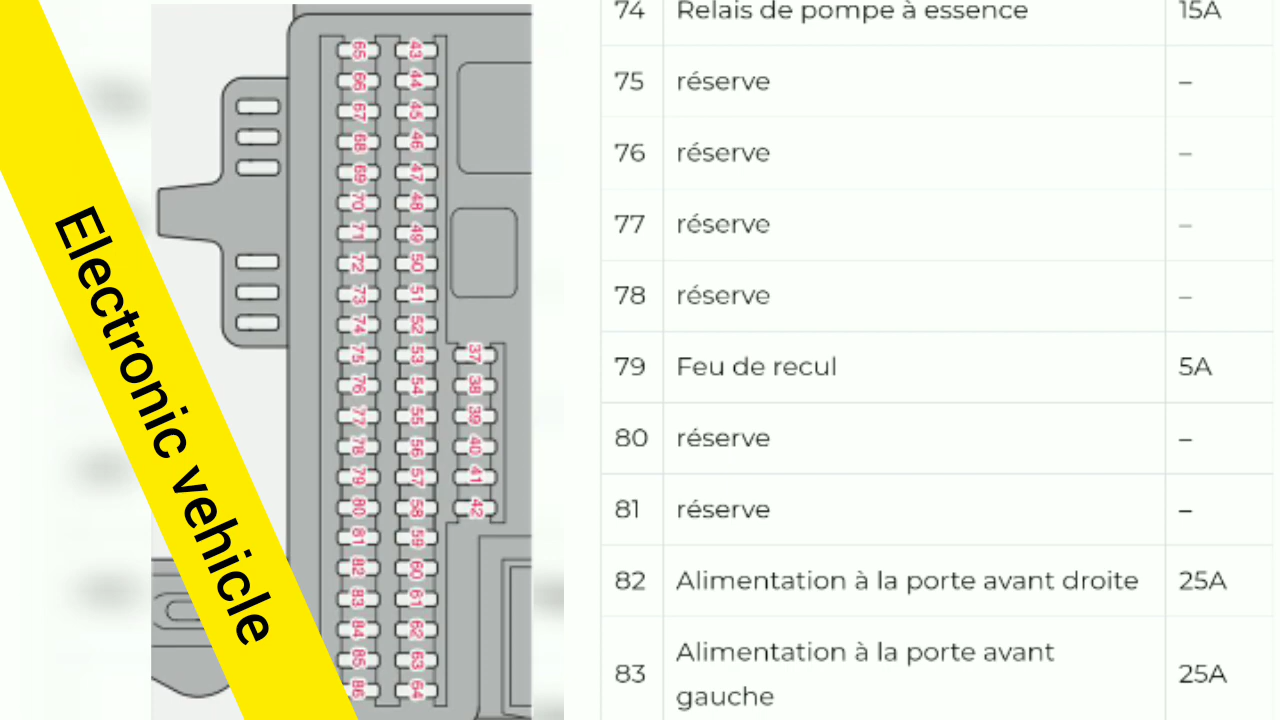 Electronic vehicle
65 43
66 44
67 45
68 46
69 47
70 48
71 49
72 50
73 51
74 52
75 53 37
76 54 38
77 55 39
78 56 40
79 57 41
80 58 42
81 59
82 60
83 61
84 62
85 63
86 64
74 Relais de pompe à essence 15A
75 réserve –
76 réserve –
77 réserve –
78 réserve –
79 Feu de recul 5A
80 réserve –
81 réserve –
82 Alimentation à la porte avant droite 25A
83 Alimentation à la porte avant
gauche 25A